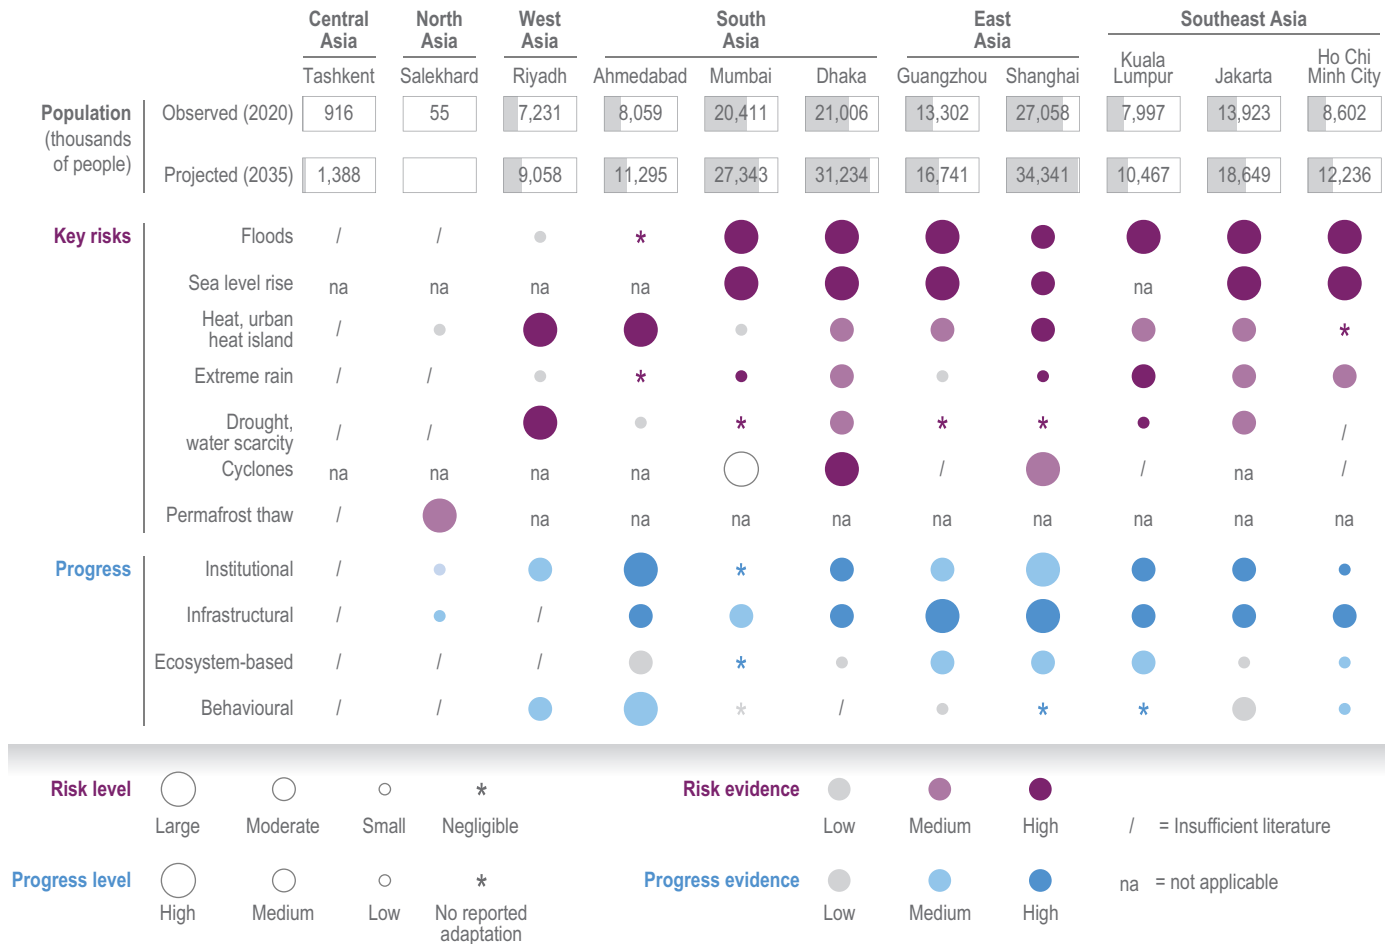 Central Asia North Asia West Asia South Asia East Asia Southeast Asia
Tashkent Salekhard Riyadh Ahmedabad Mumbai Dhaka Guangzhou Shanghai Kuala Lumpur Jakarta Ho Chi Minh City
Population (thousands of people)
Observed (2020) 916 55 7,231 8,059 20,411 21,006 13,302 27,058 7,997 13,923 8,602
Projected (2035) 1,388 9,058 11,295 27,343 31,234 16,741 34,341 10,467 18,649 12,236
Key risks Floods / / *
Sea level rise na na na na na
Heat, urban heat island / *
Extreme rain / / *
Drought, water scarcity / / * * * /
Cyclones na na na na / / na /
Permafrost thaw / na na na na na na na na na
Progress Institutional / *
Infrastructural / /
Ecosystem-based / / / *
Behavioural / / * / * *
Risk level
Large Moderate Small * Negligible
Risk evidence
Low Medium High
/ = Insufficient literature
Progress level
High Medium Low * No reported adaptation
Progress evidence
Low Medium High
na = not applicable